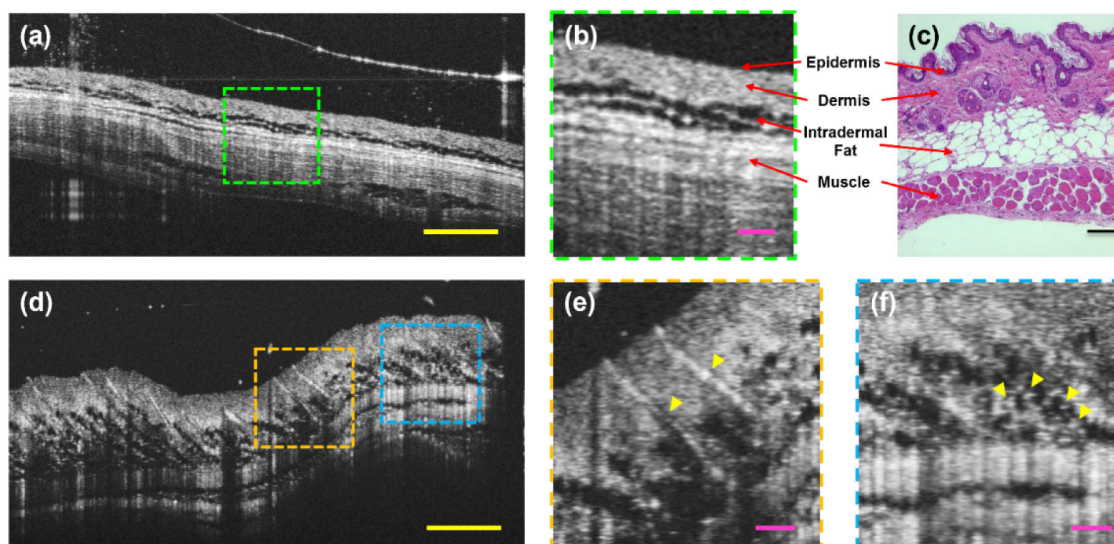 (a)
(b)
(c)
Epidermis
Dermis
Intradermal
Fat
Muscle
(d)
(e)
(f)